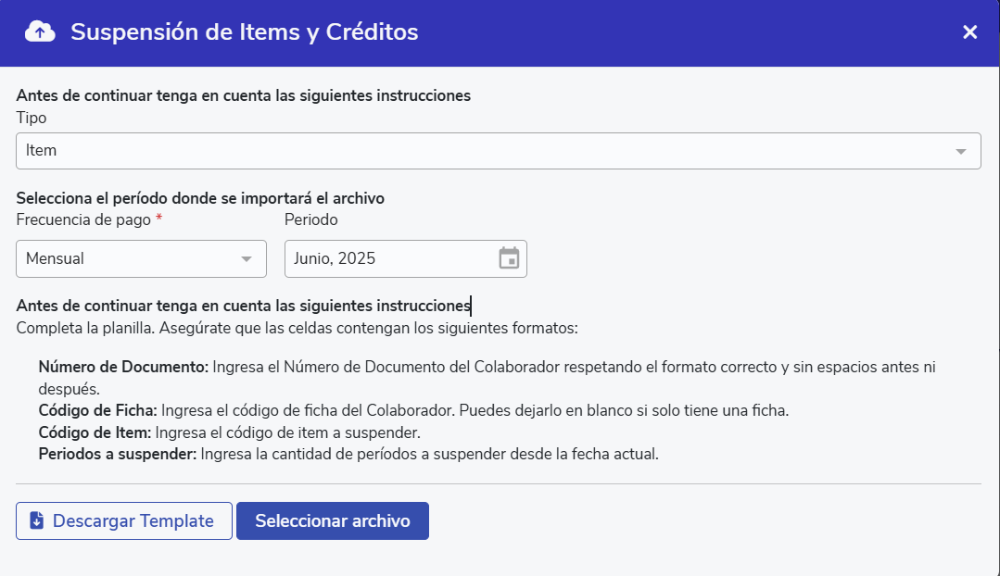 Suspensión de Items y Créditos
Antes de continuar tenga en cuenta las siguientes instrucciones
Tipo
Item
Selecciona el período donde se importará el archivo
Frecuencia de pago *
Periodo
Mensual
Junio, 2025
Antes de continuar tenga en cuenta las siguientes instrucciones
Completa la planilla. Asegúrate que las celdas contengan los siguientes formatos:
Número de Documento: Ingresa el Número de Documento del Colaborador respetando el formato correcto y sin espacios antes ni
después.
Código de Ficha: Ingresa el código de ficha del Colaborador. Puedes dejarlo en blanco si solo tiene una ficha.
Código de Item: Ingresa el código de item a suspender.
Periodos a suspender: Ingresa la cantidad de períodos a suspender desde la fecha actual.
Descargar Template
Seleccionar archivo